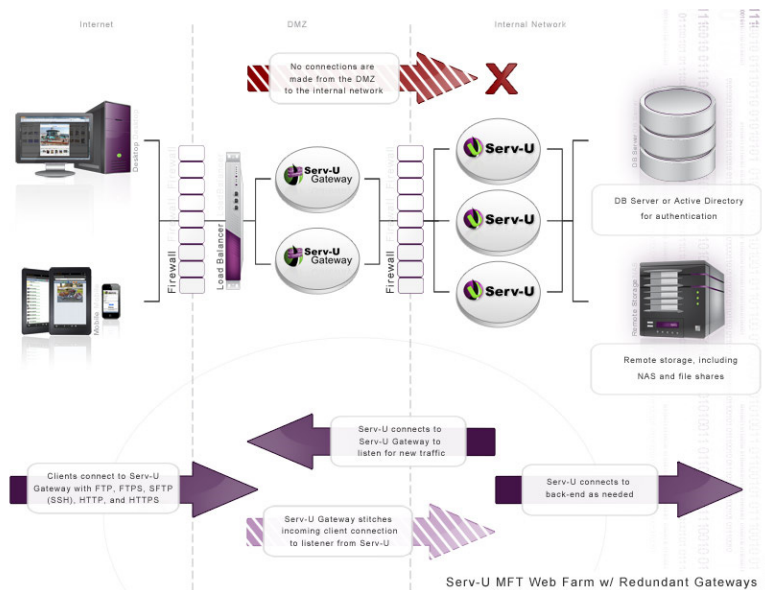 Internet
DMZ
Internal Network
No connections are
made from the DMZ
to the internal network
X
Desktop
Firewall
Load Balancer
Serv-U
Gateway
Serv-U
Gateway
Firewall
Serv-U
Serv-U
Serv-U
DB Server
DB Server or Active Directory
for authentication
Mobile
Remote Storage
Remote storage, including
NAS and file shares
Serv-U connects to
Serv-U Gateway to
listen for new traffic
Clients connect to Serv-U
Gateway with FTP, FTPS, SFTP
(SSH), HTTP, and HTTPS
Serv-U connects to
back-end as needed
Serv-U Gateway stitches
incoming client connection
to listener from Serv-U
Serv-U MFT Web Farm w/ Redundant Gateways